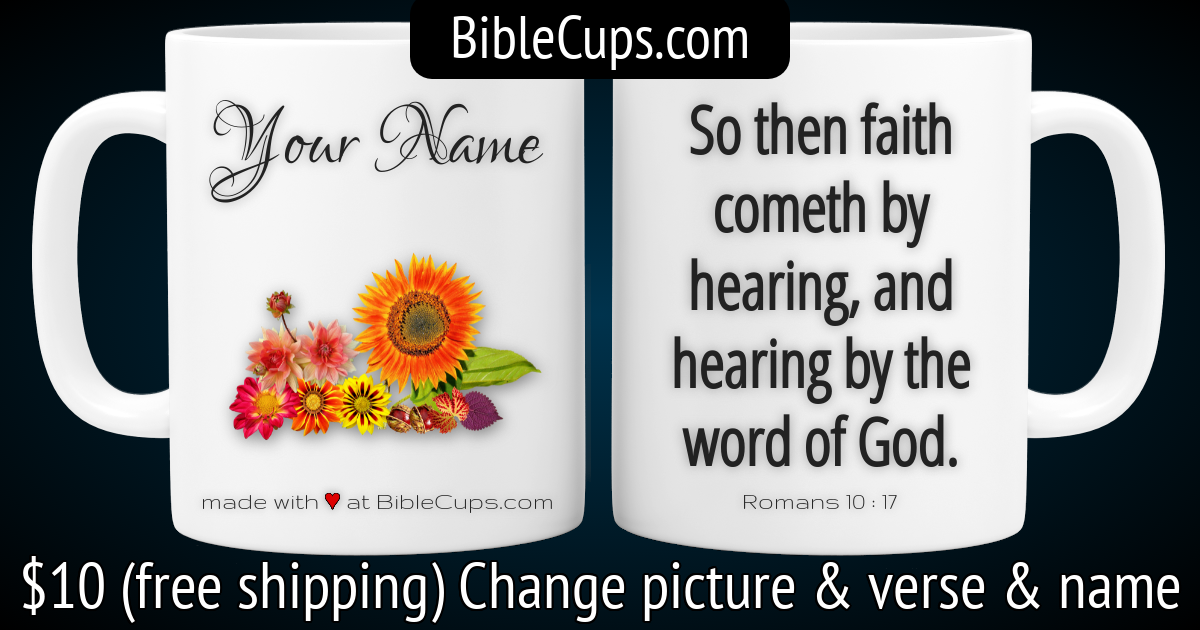 BibleCups.com
Your Name
made with ♥ at BibleCups.com
So then faith
cometh by
hearing, and
hearing by the
word of God.
Romans 10 : 17
$10 (free shipping) Change picture & verse & name